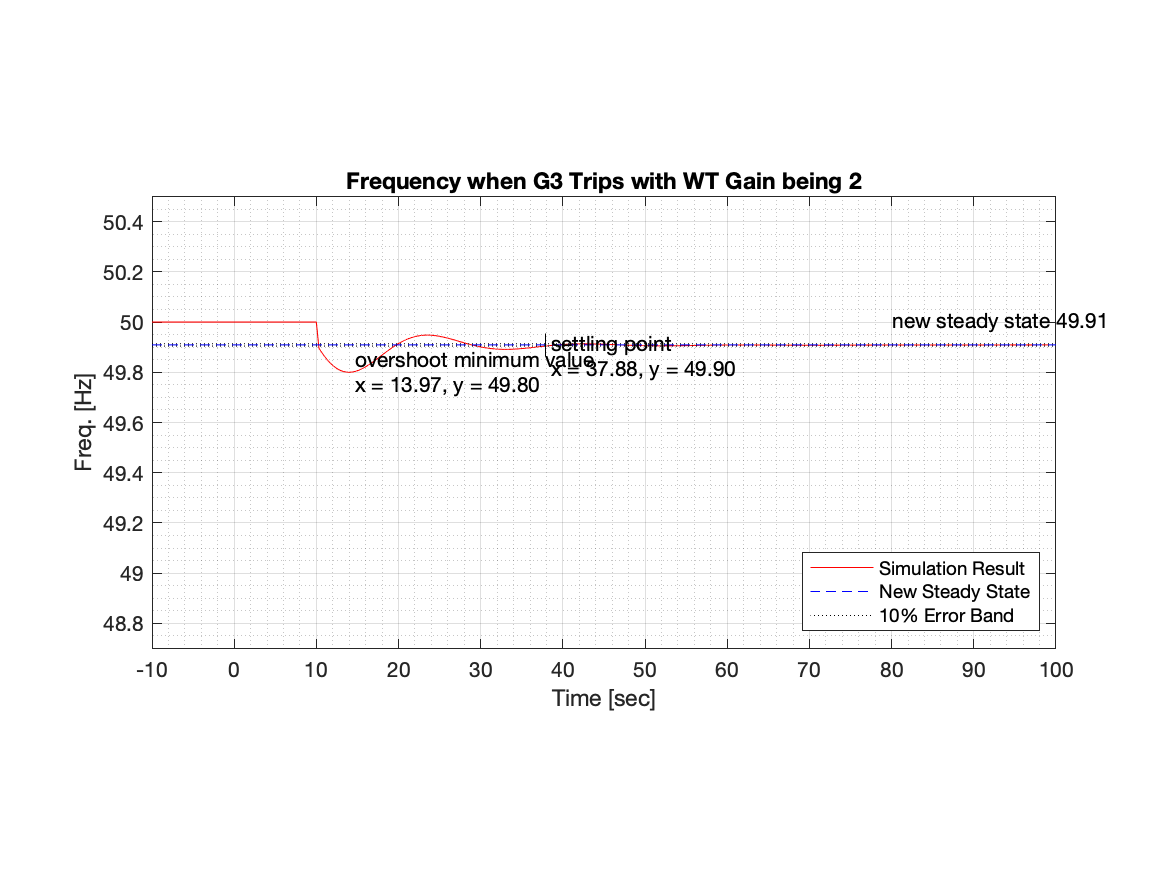 Frequency when G3 Trips with WT Gain being 2
50.4
50.2
50
49.8
49.6
49.4
49.2
49
48.8
Freq. [Hz]
new steady state 49.91
settling point
x = 37.88, y = 49.90
overshoot minimum value
x = 13.97, y = 49.80
Simulation Result
New Steady State
10% Error Band
-10 0 10 20 30 40 50 60 70 80 90 100
Time [sec]